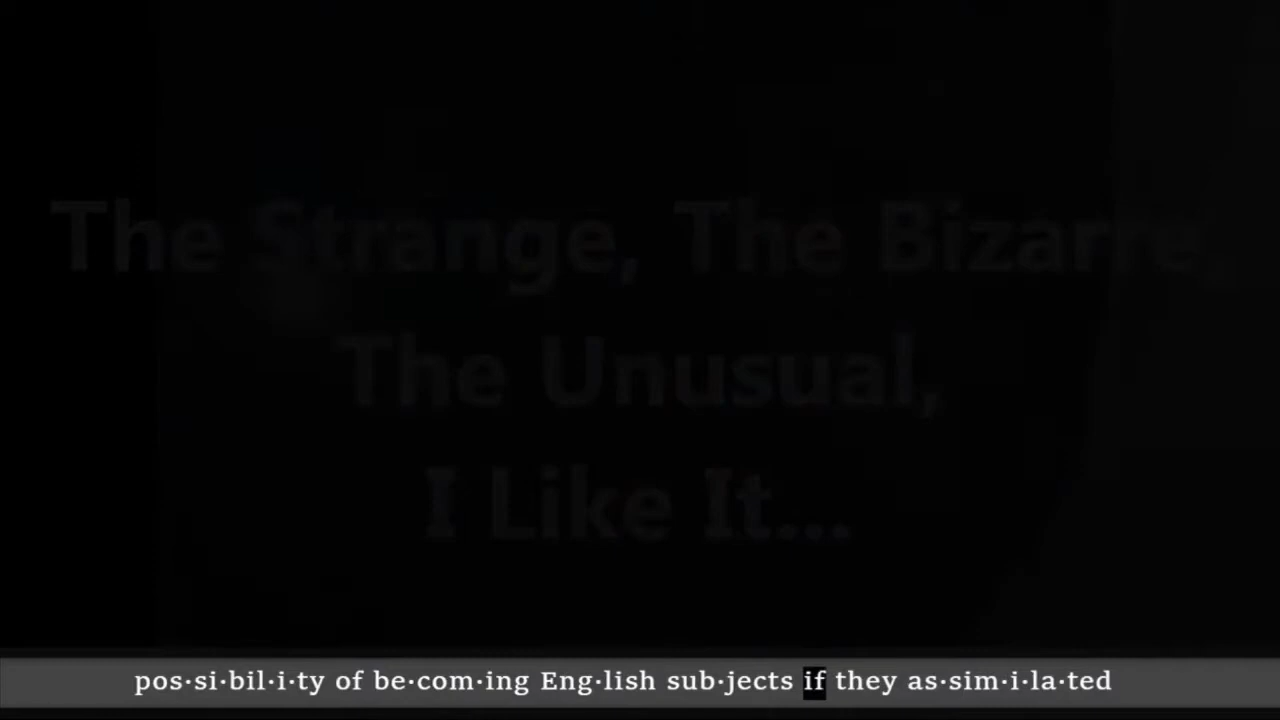 The Strange, The Bizarre,
The Unusual,
I Like It...
pos·si·bil·i·ty of be·com·ing Eng·lish sub·jects if they as·sim·i·la·ted